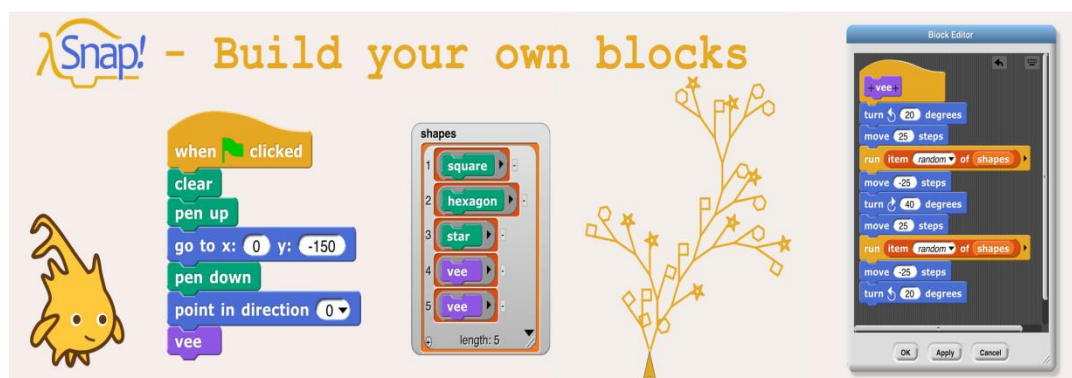 λSnap! - Build your own blocks
when clicked
clear
pen up
go to x: 0 y: -150
pen down
point in direction 0
vee
shapes
1 square
2 hexagon
3 star
4 vee
5 vee
length: 5
Block Editor
+vee+
turn 20 degrees
move 25 steps
run item random of shapes
move -25 steps
turn 40 degrees
move 25 steps
run item random of shapes
move -25 steps
turn 20 degrees
OK Apply Cancel